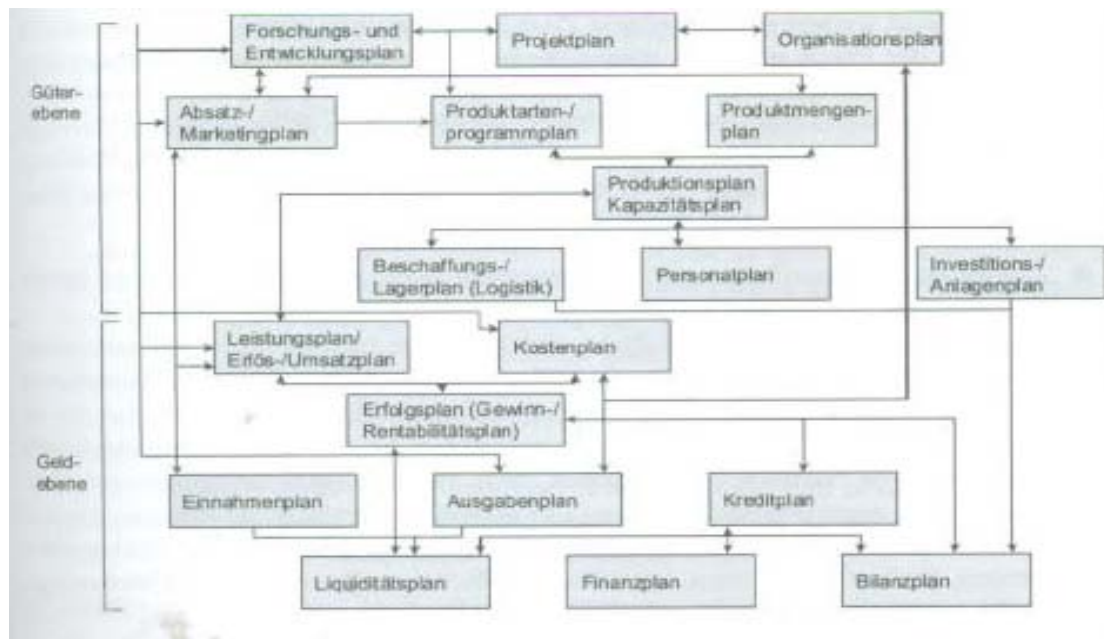 Forschungs- und
Entwicklungsplan
Projektplan
Organisationsplan
Güter-
ebene
Absatz-/
Marketingplan
Produktarten-/
programmplan
Produktmengen-
plan
Produktionsplan
Kapazitätsplan
Beschaffungs-/
Lagerplan (Logistik)
Personalplan
Investitions-/
Anlagenplan
Leistungsplan/
Erlös-/Umsatzplan
Kostenplan
Erfolgsplan (Gewinn-/
Rentabilitätsplan)
Geld-
ebene
Einnahmenplan
Ausgabenplan
Kreditplan
Liquiditätsplan
Finanzplan
Bilanzplan